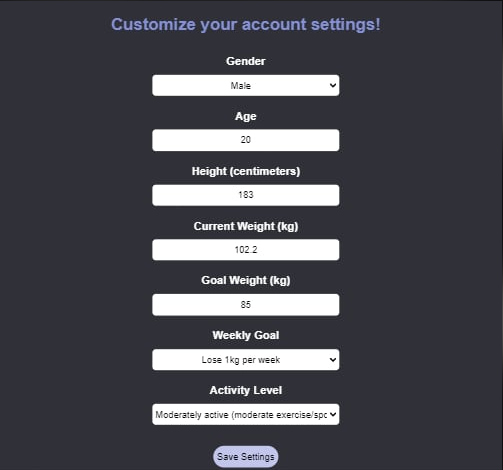 Customize your account settings!
Gender
Male
Age
20
Height (centimeters)
183
Current Weight (kg)
102.2
Goal Weight (kg)
85
Weekly Goal
Lose 1kg per week
Activity Level
Moderately active (moderate exercise/spo
Save Settings